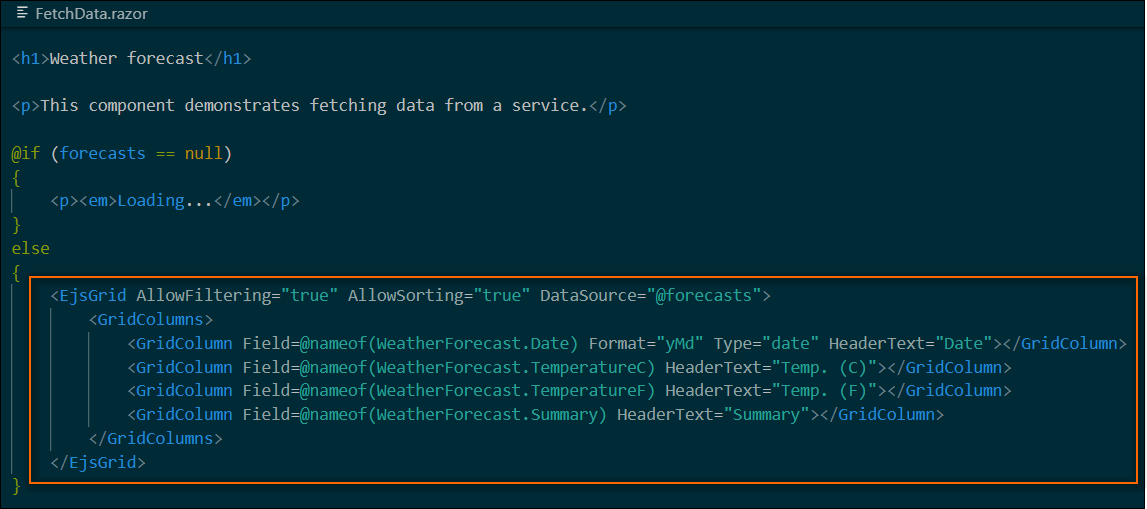 FetchData.razor
<h1>Weather forecast</h1>
<p>This component demonstrates fetching data from a service.</p>
@if (forecasts == null)
{
<p><em>Loading...</em></p>
}
else
{
<EjsGrid AllowFiltering="true" AllowSorting="true" DataSource="@forecasts">
<GridColumns>
<GridColumn Field=@nameof(WeatherForecast.Date) Format="yMd" Type="date" HeaderText="Date"></GridColumn>
<GridColumn Field=@nameof(WeatherForecast.TemperatureC) HeaderText="Temp. (C)"></GridColumn>
<GridColumn Field=@nameof(WeatherForecast.TemperatureF) HeaderText="Temp. (F)"></GridColumn>
<GridColumn Field=@nameof(WeatherForecast.Summary) HeaderText="Summary"></GridColumn>
</GridColumns>
</EjsGrid>
}